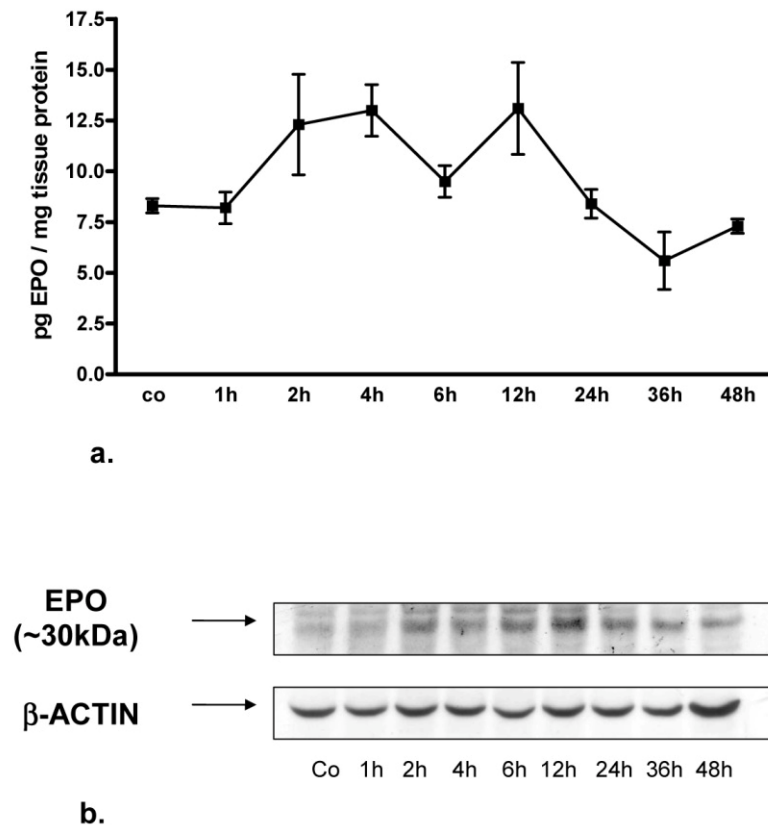 pg EPO / mg tissue protein
17.5
15.0
12.5
10.0
7.5
5.0
2.5
0.0
co 1h 2h 4h 6h 12h 24h 36h 48h
a.
EPO
(~30kDa)
β-ACTIN
Co 1h 2h 4h 6h 12h 24h 36h 48h
b.